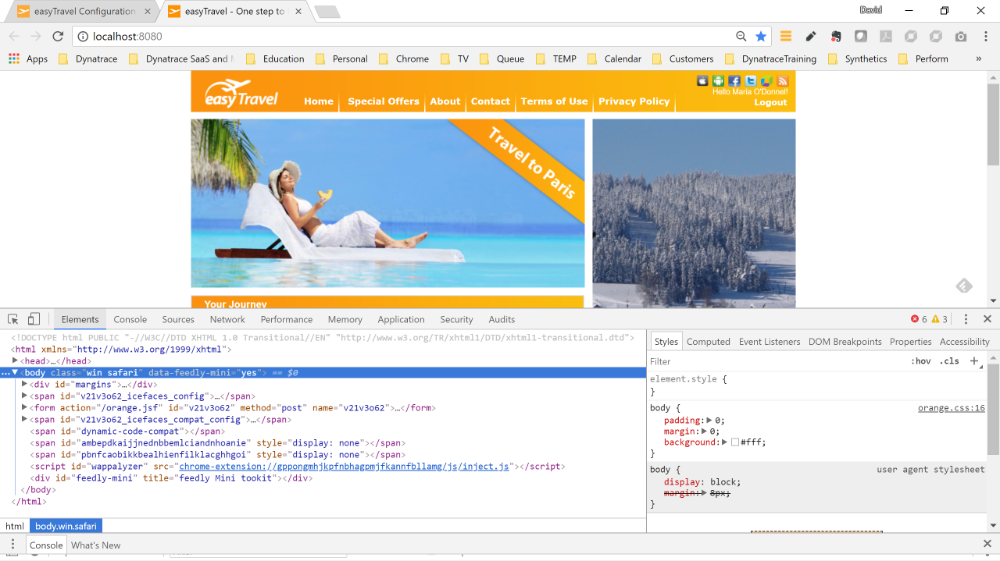 easyTravel Configuration
easyTravel - One step to
David
localhost:8080
Apps Dynatrace Dynatrace SaaS and Education Personal Chrome TV Queue TEMP Calendar Customers DynatraceTraining Synthetics Perform »
Hello Maria O'Donnel!
Logout
easyTravel
Home Special Offers About Contact Terms of Use Privacy Policy
Travel to Paris
Your Journey
Elements Console Sources Network Performance Memory Application Security Audits 6 3
<!DOCTYPE html PUBLIC "-//W3C//DTD XHTML 1.0 Transitional//EN" "http://www.w3.org/TR/xhtml1/DTD/xhtml1-transitional.dtd">
<html xmlns="http://www.w3.org/1999/xhtml">
<head>…</head>
<body class="win safari" data-feedly-mini="yes"> == $0
<div id="margins">…</div>
<span id="v21v3o62_icefaces_config">…</span>
<form action="/orange.jsf" id="v21v3o62" method="post" name="v21v3o62">…</form>
<span id="v21v3o62_icefaces_compat_config">…</span>
<span id="dynamic-code-compat"></span>
<span id="ambepdkaijjnednbbemlciandnhoanie" style="display: none"></span>
<span id="pbnfcaobikkbealhienfilklacghhgoi" style="display: none"></span>
<script id="wappalyzer" src="chrome-extension://gppongmhjkpfnbhagpmjfkannfbllamg/js/inject.js"></script>
<div id="feedly-mini" title="feedly Mini tookit"></div>
</body>
</html>
html body.win.safari
Styles Computed Event Listeners DOM Breakpoints Properties Accessibility
Filter :hov .cls +
element.style {
}
body { orange.css:16
padding: 0;
margin: 0;
background: #fff;
}
body { user agent stylesheet
display: block;
margin: 8px;
}
Console What's New